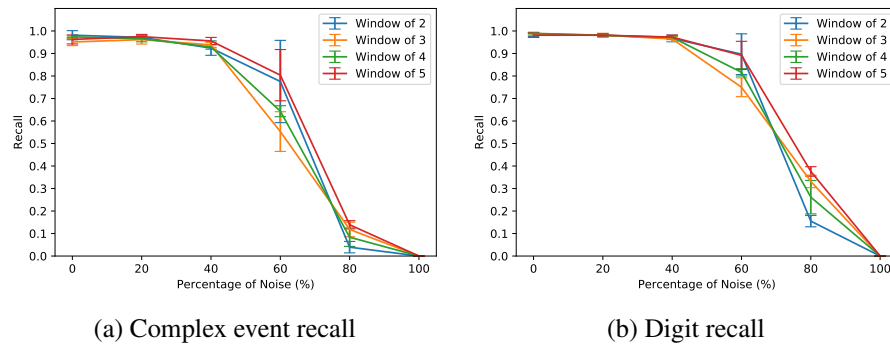 1.0
0.9
0.8
0.7
0.6
0.5
0.4
0.3
0.2
0.1
0.0
Recall
0 20 40 60 80 100
Percentage of Noise (%)
Window of 2
Window of 3
Window of 4
Window of 5
(a) Complex event recall
1.0
0.9
0.8
0.7
0.6
0.5
0.4
0.3
0.2
0.1
0.0
Recall
0 20 40 60 80 100
Percentage of Noise (%)
Window of 2
Window of 3
Window of 4
Window of 5
(b) Digit recall